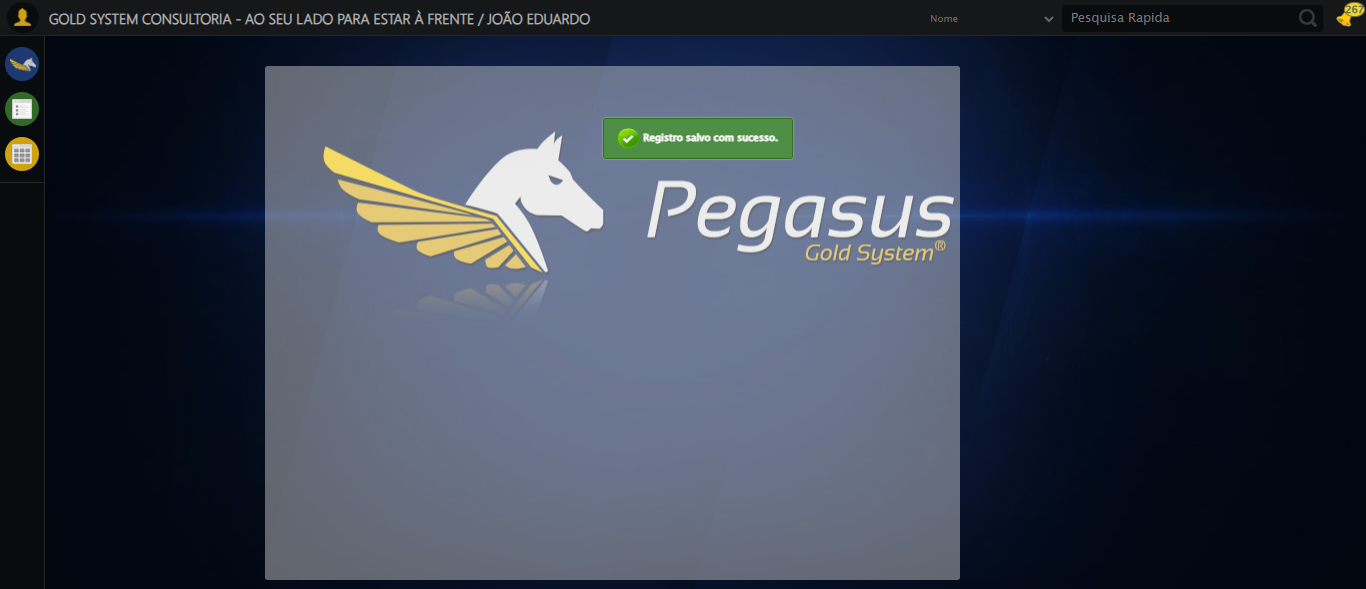 GOLD SYSTEM CONSULTORIA - AO SEU LADO PARA ESTAR À FRENTE / JOÃO EDUARDO
Nome
Pesquisa Rapida
267
Registro salvo com sucesso.
Pegasus
Gold System®